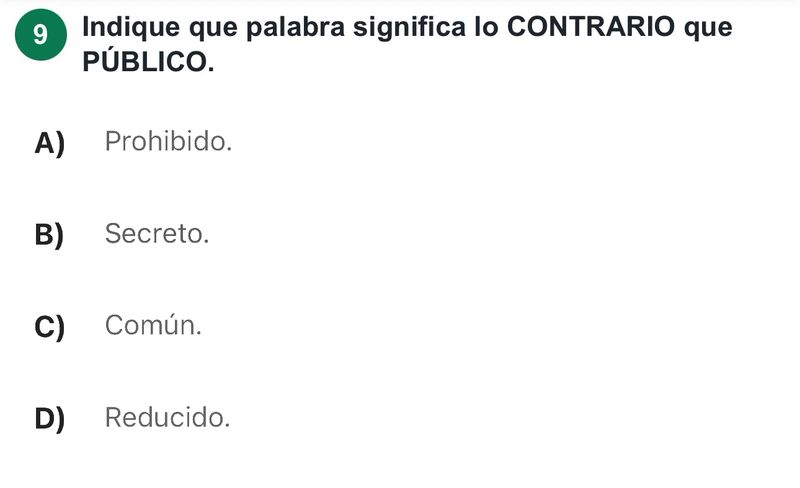 9 Indique que palabra significa lo CONTRARIO que
PÚBLICO.
A) Prohibido.
B) Secreto.
C) Común.
D) Reducido.